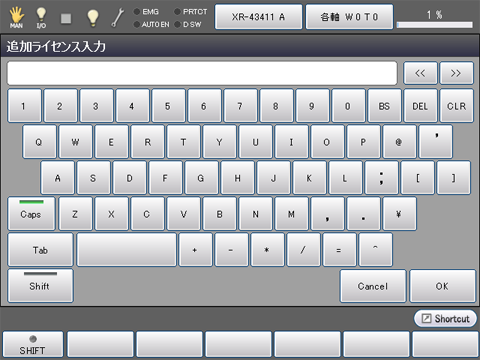 MAN I/O EMG PRTCT AUTO EN D SW XR-43411 A 各軸 W0T0 1 %
追加ライセンス入力
<< >>
1 2 3 4 5 6 7 8 9 0 BS DEL CLR
Q W E R T Y U I O P @ '
A S D F G H J K L ; [ ]
Caps Z X C V B N M , . ¥
Tab + - * / = ^
Shift Cancel OK
Shortcut
SHIFT